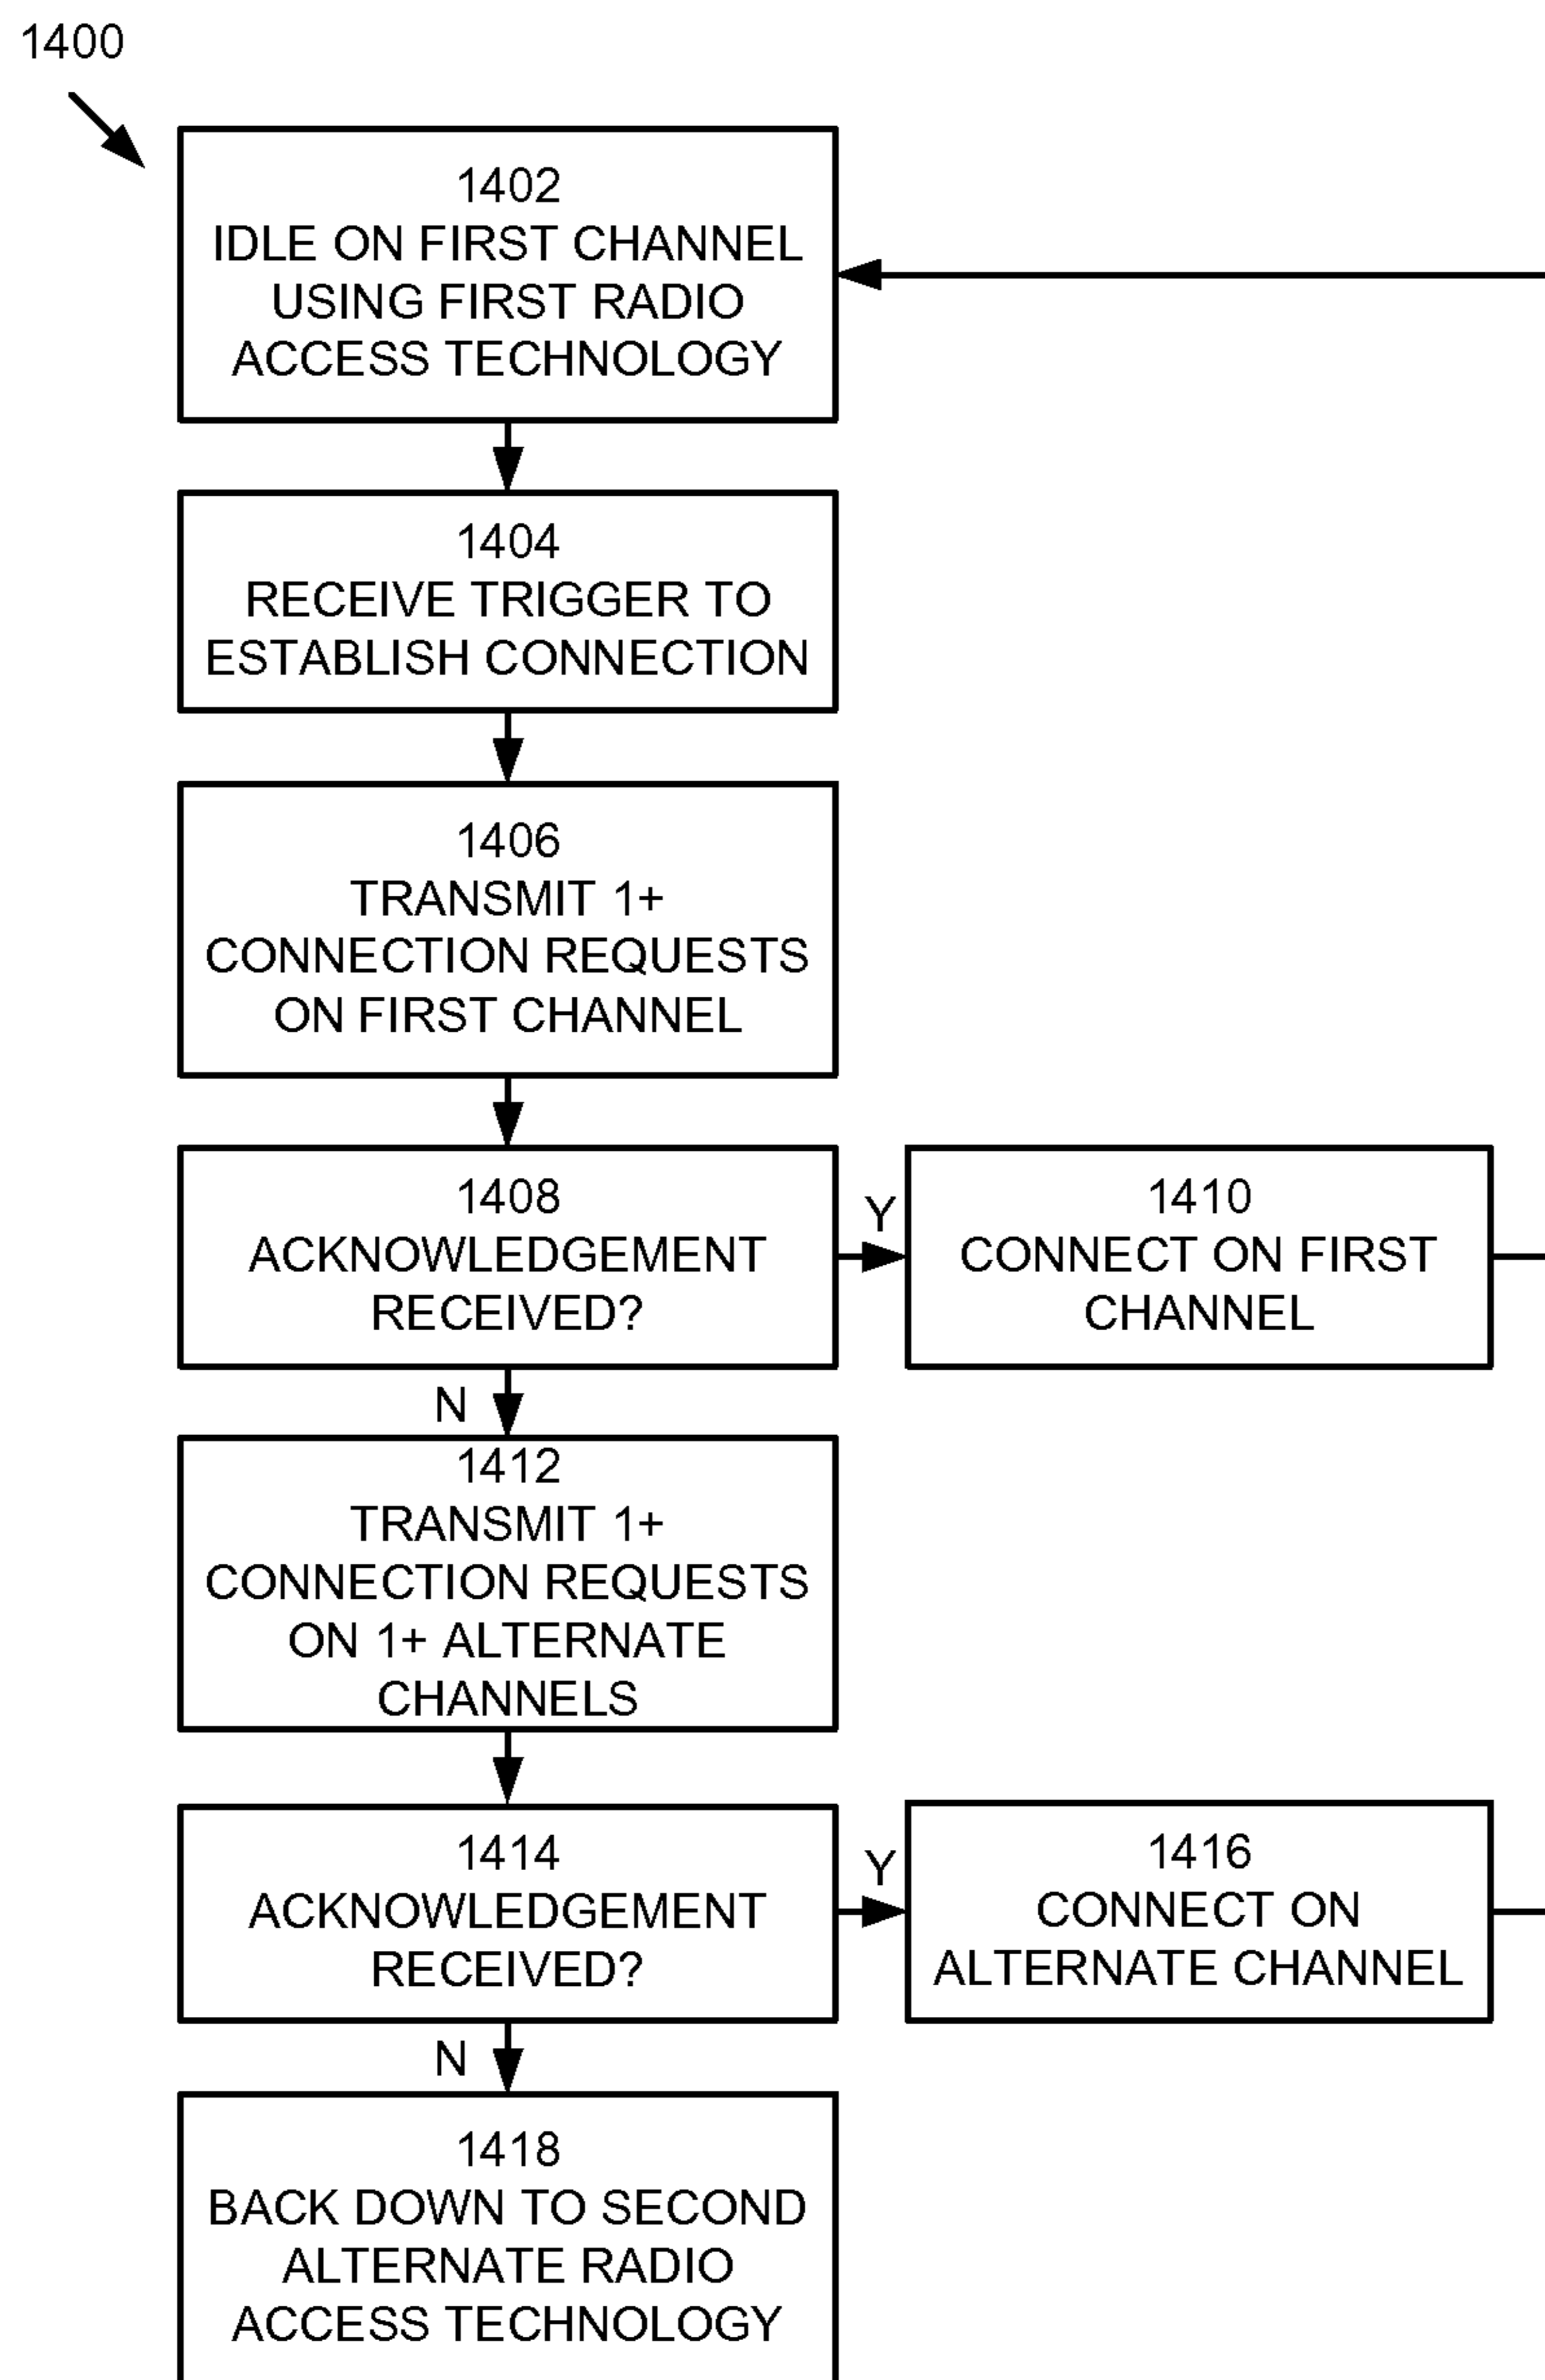 1400
1402
IDLE ON FIRST CHANNEL
USING FIRST RADIO
ACCESS TECHNOLOGY
1404
RECEIVE TRIGGER TO
ESTABLISH CONNECTION
1406
TRANSMIT 1+
CONNECTION REQUESTS
ON FIRST CHANNEL
1408
ACKNOWLEDGEMENT
RECEIVED?
Y
1410
CONNECT ON FIRST
CHANNEL
N
1412
TRANSMIT 1+
CONNECTION REQUESTS
ON 1+ ALTERNATE
CHANNELS
1414
ACKNOWLEDGEMENT
RECEIVED?
Y
1416
CONNECT ON
ALTERNATE CHANNEL
N
1418
BACK DOWN TO SECOND
ALTERNATE RADIO
ACCESS TECHNOLOGY